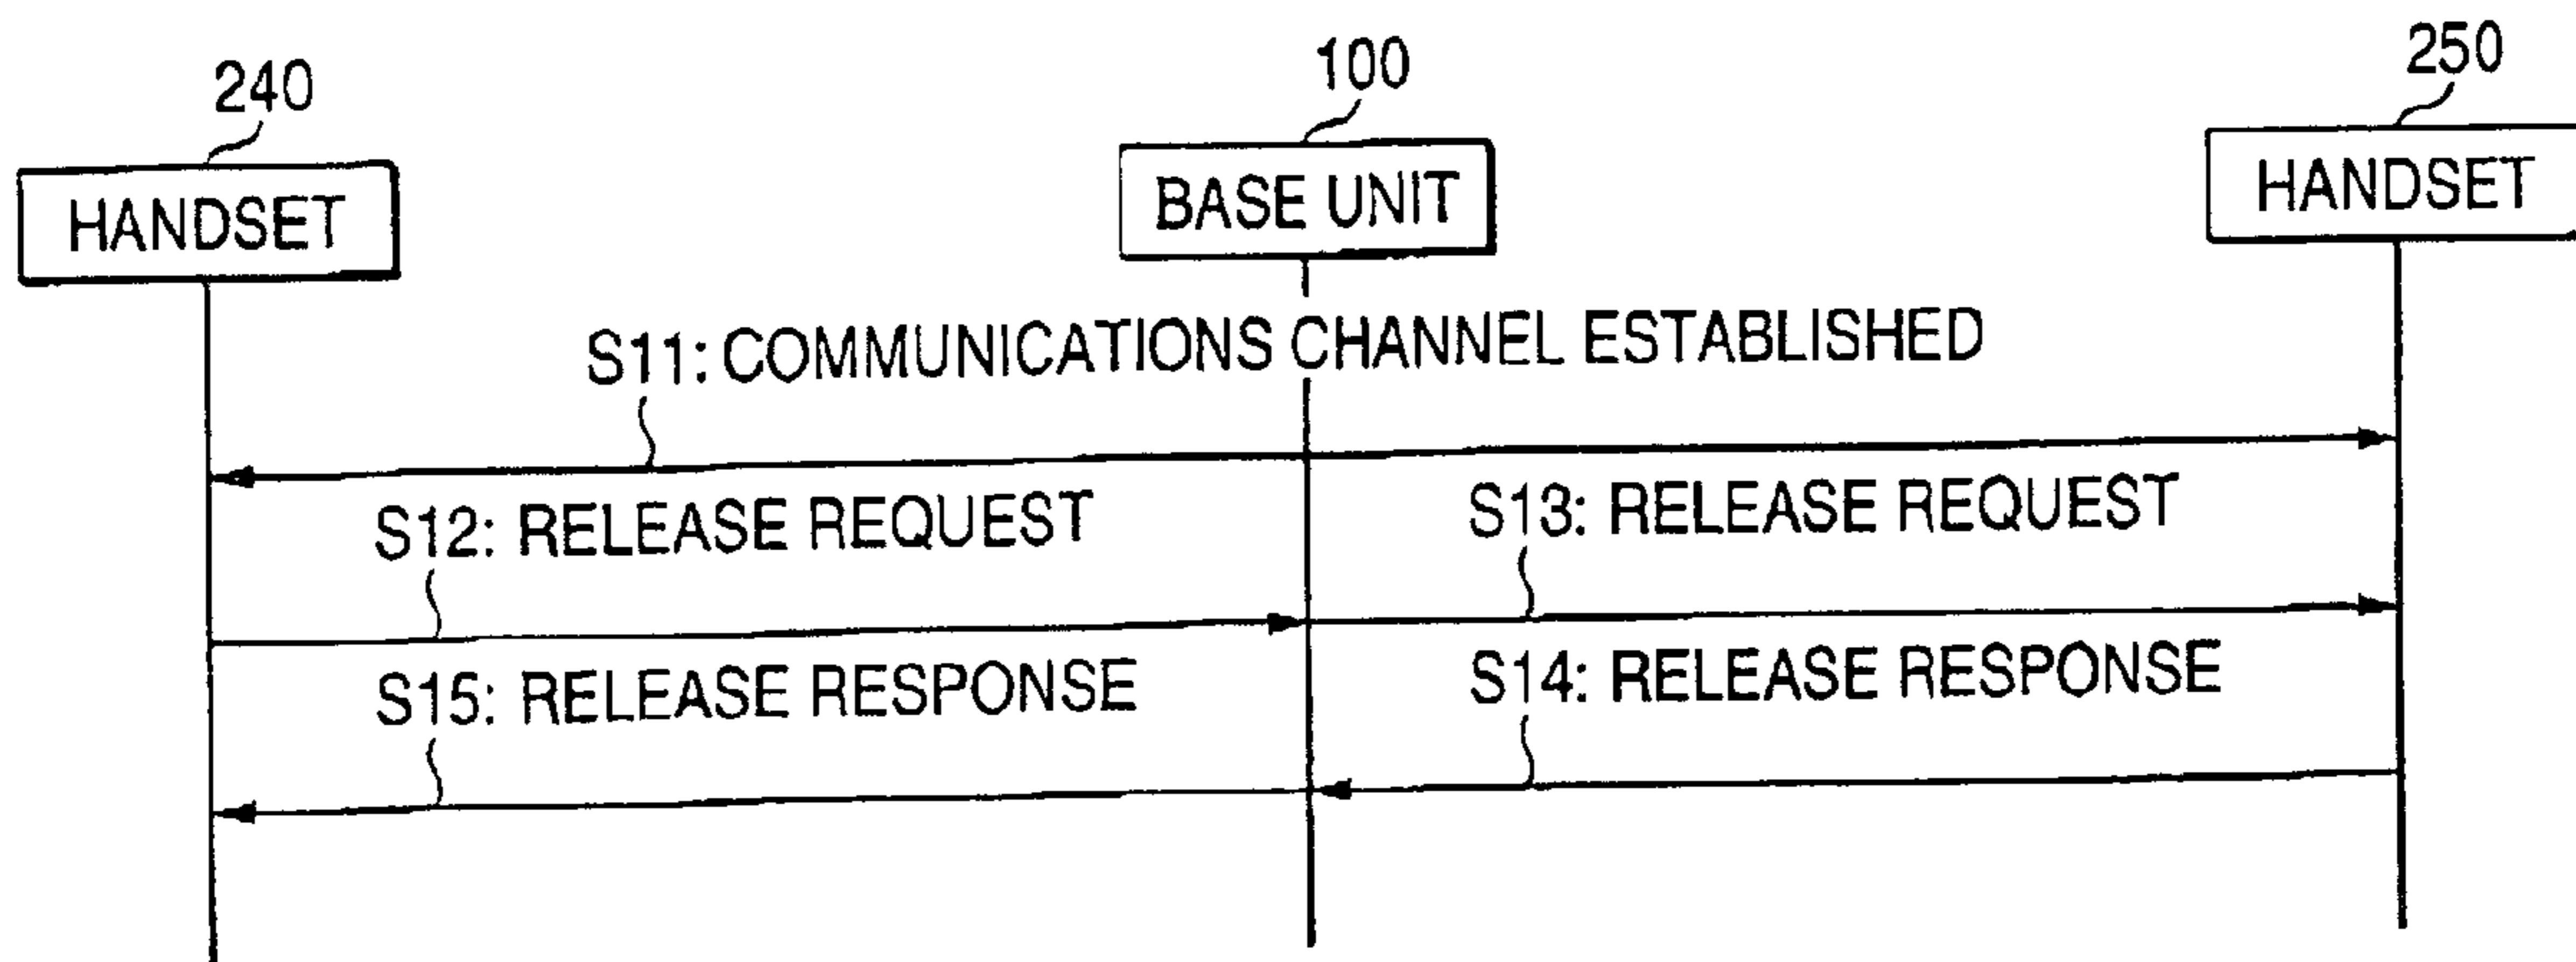 240
100
250
HANDSET
BASE UNIT
HANDSET
S11: COMMUNICATIONS CHANNEL ESTABLISHED
S12: RELEASE REQUEST
S13: RELEASE REQUEST
S15: RELEASE RESPONSE
S14: RELEASE RESPONSE